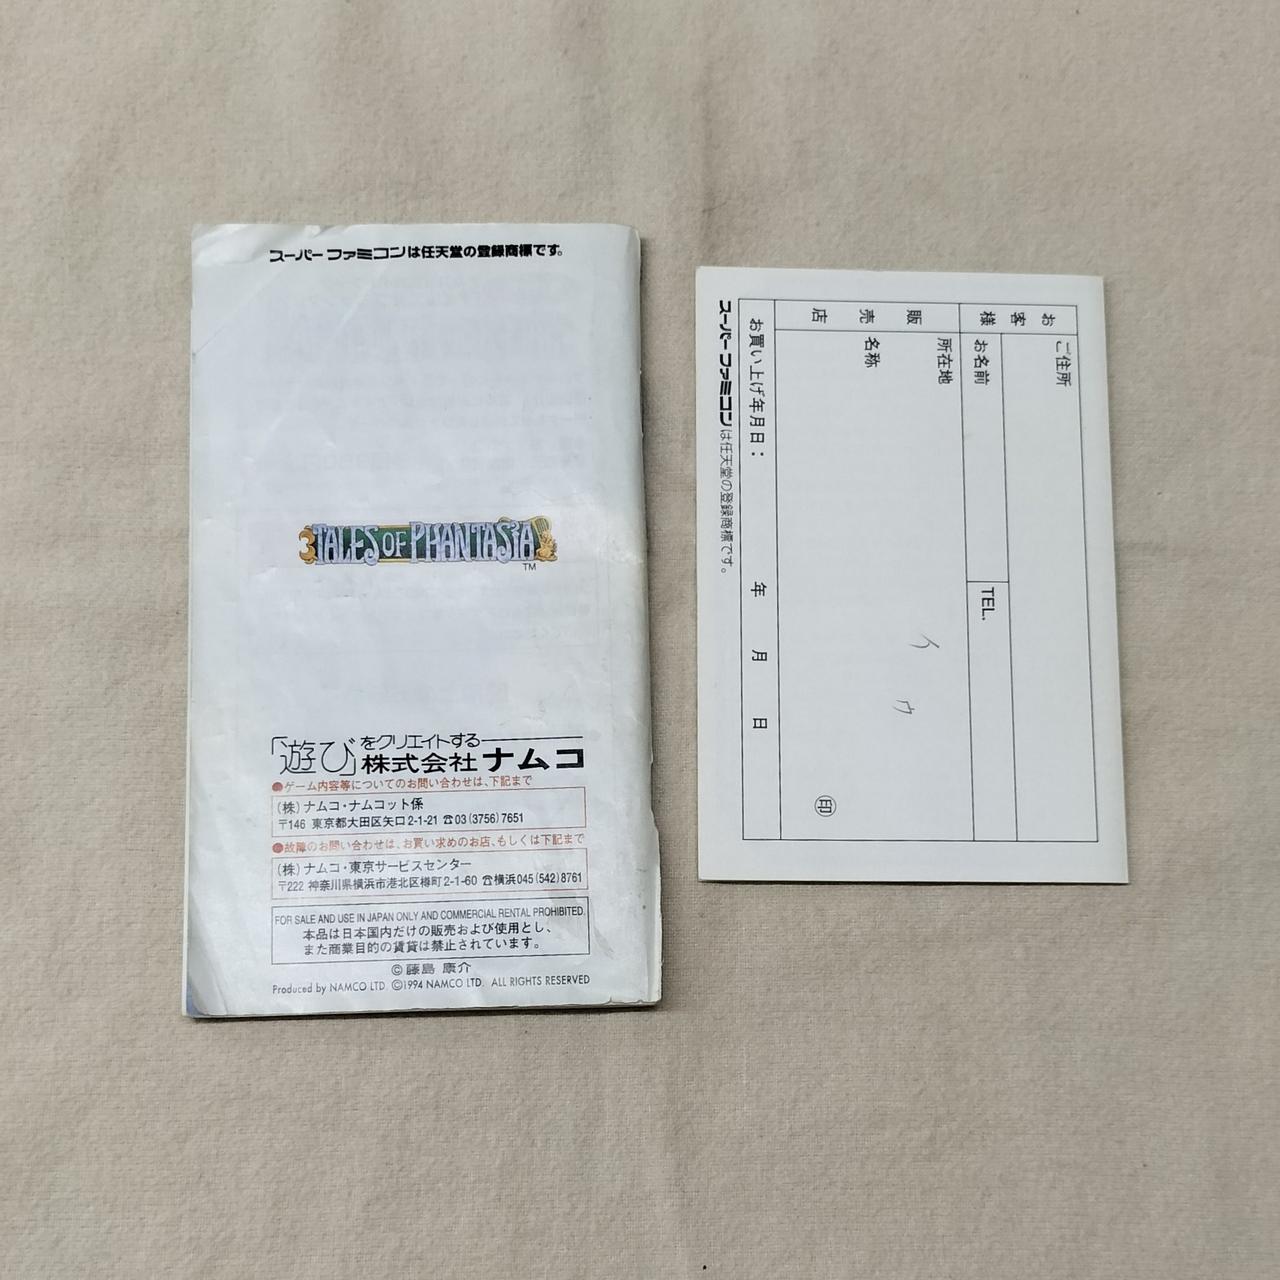 スーパーファミコンは任天堂の登録商標です。
TALES OF PHANTASIA
TM
「遊び」をクリエイトする
株式会社ナムコ
●ゲーム内容等についてのお問い合わせは、下記まで
(株)ナムコ・ナムコット係
〒146 東京都大田区矢口2-1-21 ☎03(3756)7651
●故障のお問い合わせは、お買い求めのお店、もしくは下記まで
(株)ナムコ・東京サービスセンター
〒222 神奈川県横浜市港北区樽町2-1-60 ☎横浜045(542)8761
FOR SALE AND USE IN JAPAN ONLY AND COMMERCIAL RENTAL PROHIBITED.
本品は日本国内だけの販売および使用とし、
また商業目的の賃貸は禁止されています。
©藤島 康介
Produced by NAMCO LTD. ©1994 NAMCO LTD. ALL RIGHTS RESERVED
お客様
ご住所
お名前
TEL.
販売店
所在地
名称
イ ウ
印
お買い上げ年月日: 年 月 日
スーパーファミコンは任天堂の登録商標です。